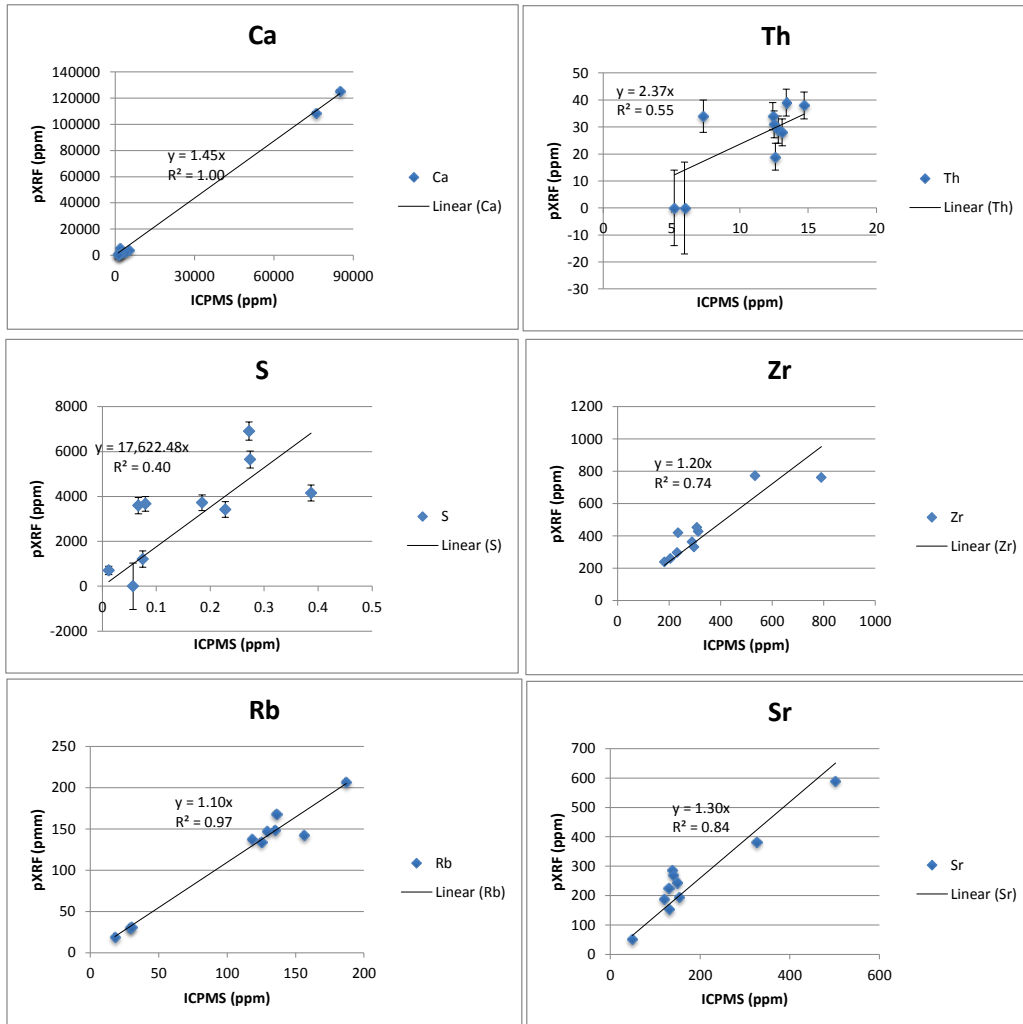 Ca
140000
120000
100000
80000
60000
40000
20000
0
pXRF (ppm)
y = 1.45x
R² = 1.00
0 30000 60000 90000
ICPMS (ppm)
Ca
Linear (Ca)
Th
50
40
30
20
10
0
-10
-20
-30
pXRF (ppm)
y = 2.37x
R² = 0.55
0 5 10 15 20
ICPMS (ppm)
Th
Linear (Th)
S
8000
6000
4000
2000
0
-2000
pXRF (ppm)
y = 17,622.48x
R² = 0.40
0 0.1 0.2 0.3 0.4 0.5
ICPMS (ppm)
S
Linear (S)
Zr
1200
1000
800
600
400
200
0
pXRF (ppm)
y = 1.20x
R² = 0.74
0 200 400 600 800 1000
ICPMS (ppm)
Zr
Linear (Zr)
Rb
250
200
150
100
50
0
pXRF (pmm)
y = 1.10x
R² = 0.97
0 50 100 150 200
ICPMS (ppm)
Rb
Linear (Rb)
Sr
700
600
500
400
300
200
100
0
pXRF (ppm)
y = 1.30x
R² = 0.84
0 200 400 600
ICPMS (ppm)
Sr
Linear (Sr)